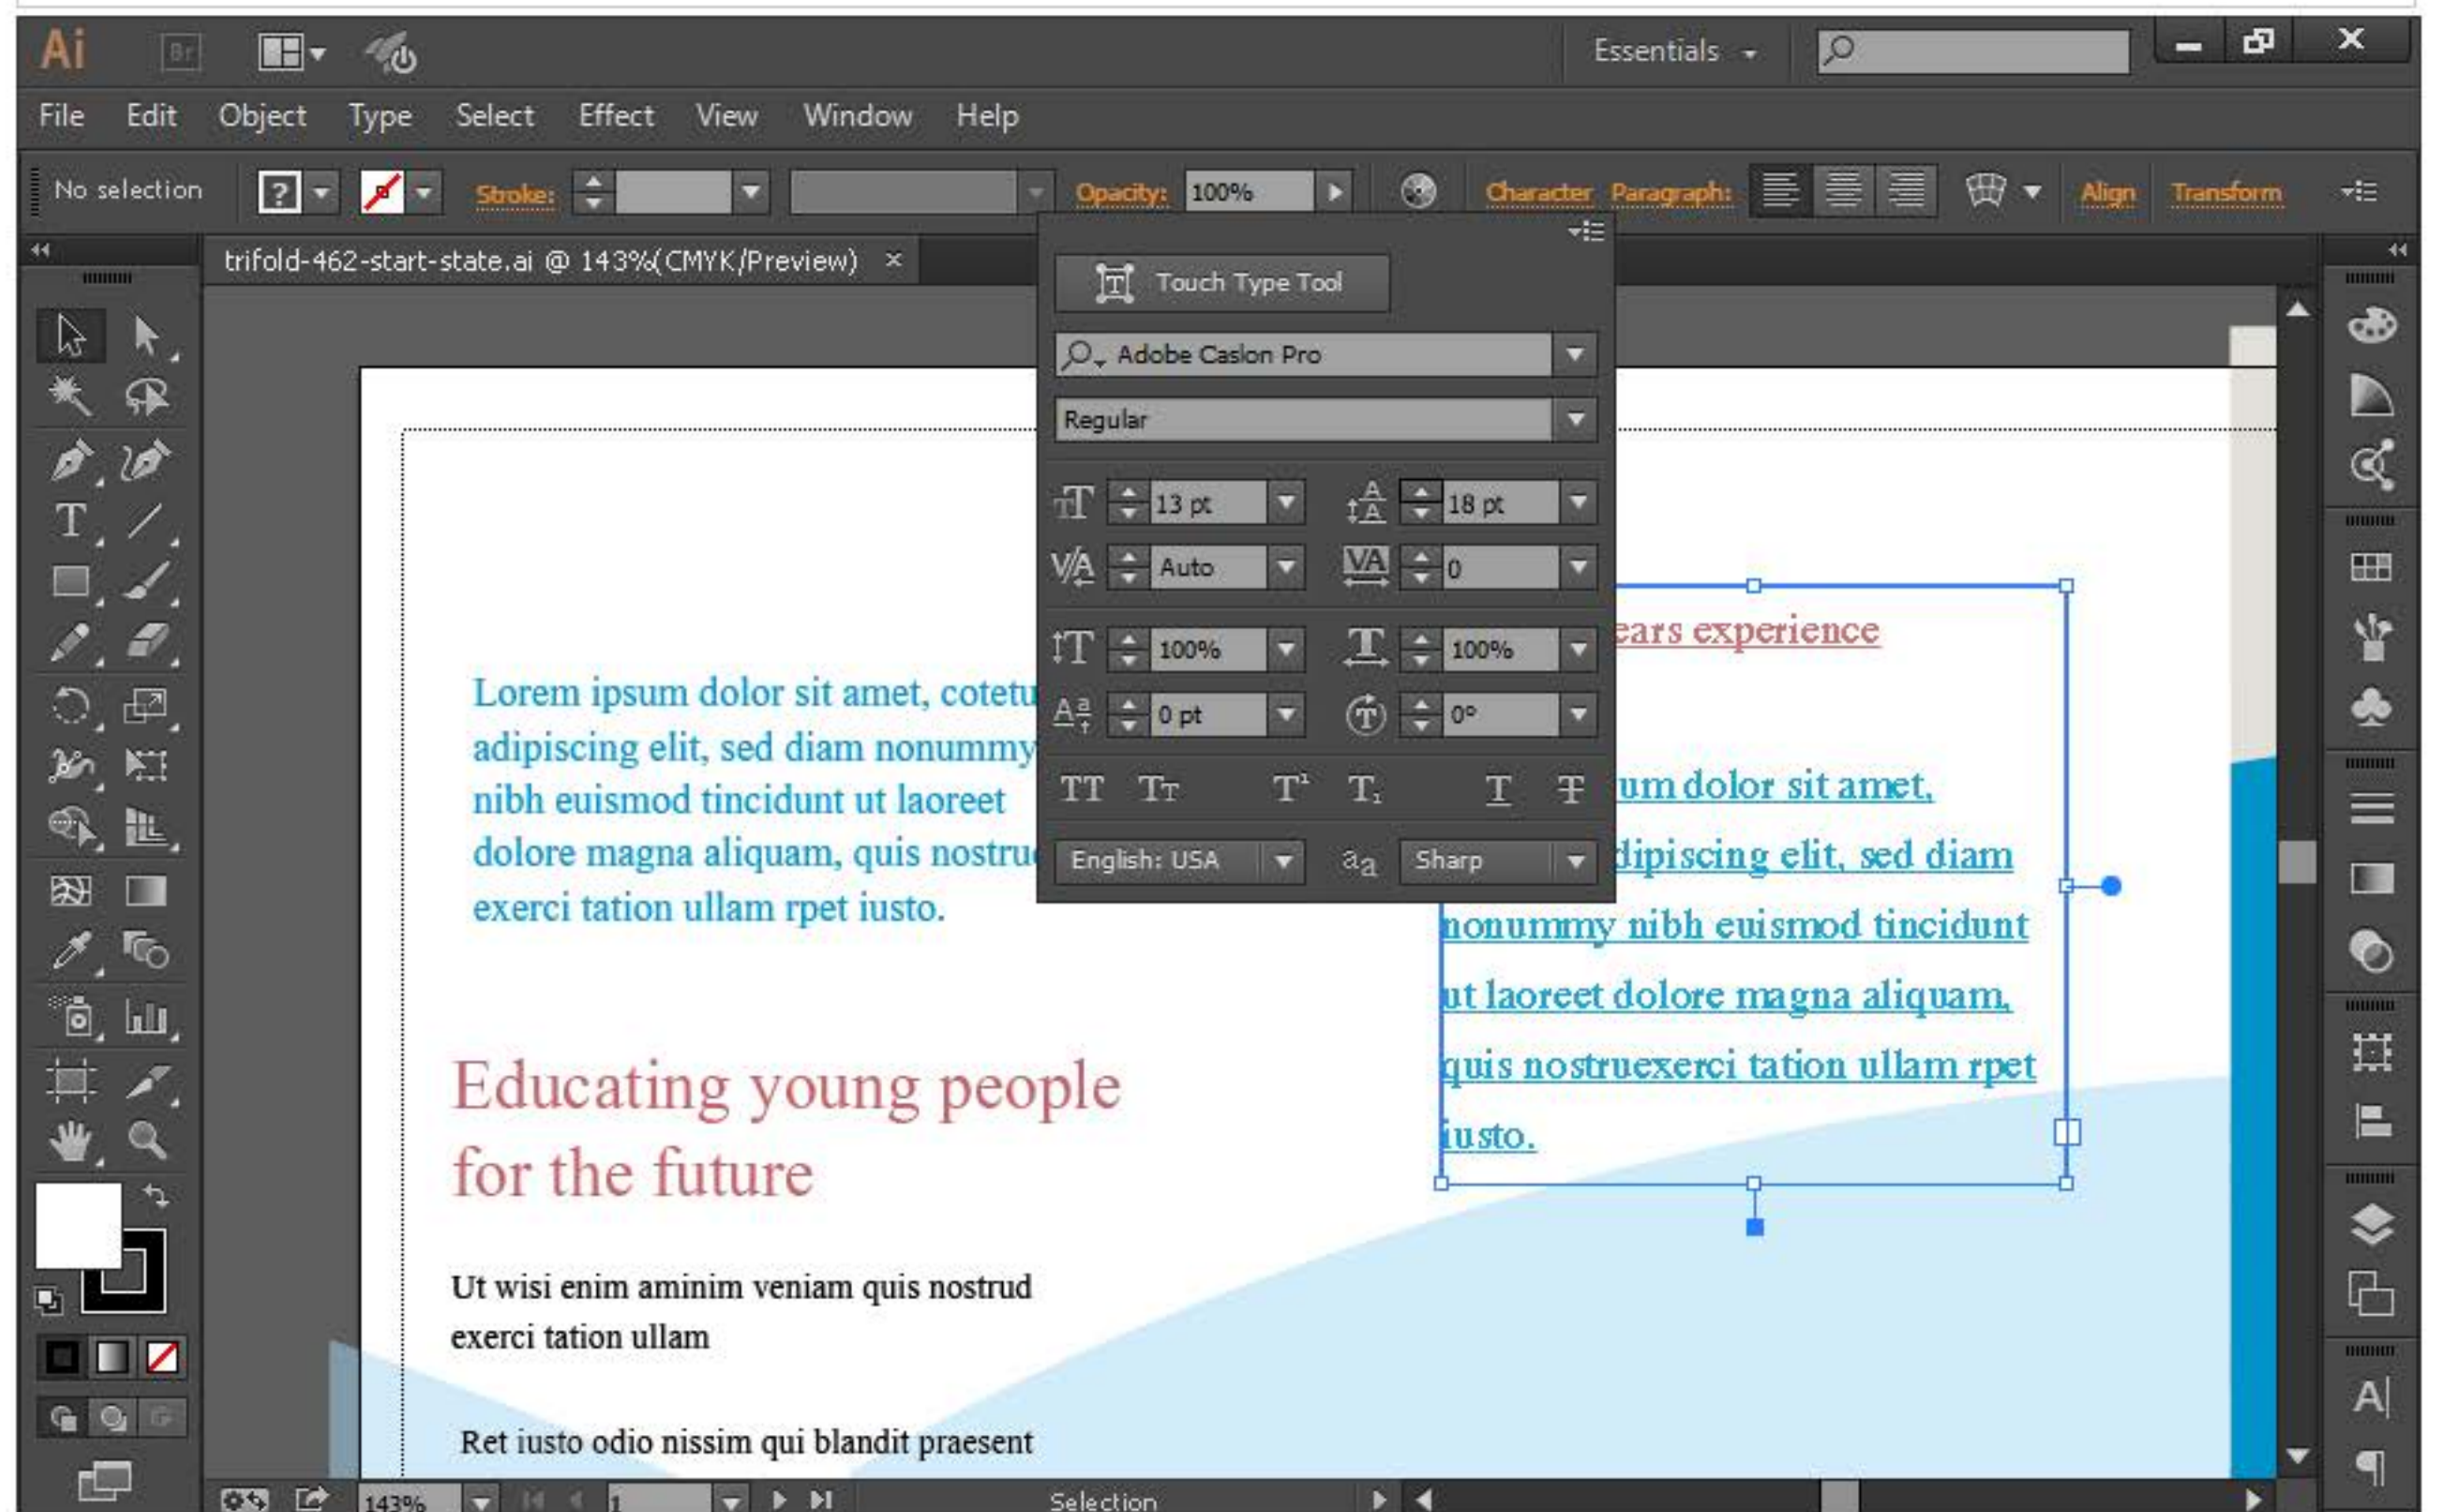 Ai Br Essentials
File Edit Object Type Select Effect View Window Help
No selection ? Stroke: Opacity: 100% Character Paragraph: Align Transform
trifold-462-start-state.ai @ 143%(CMYK/Preview) ×
Touch Type Tool
Adobe Caslon Pro
Regular
13 pt 18 pt
Auto 0
100% 100%
0 pt 0°
English: USA Sharp
Lorem ipsum dolor sit amet, cotetu
adipiscing elit, sed diam nonummy
nibh euismod tincidunt ut laoreet
dolore magna aliquam, quis nostru
exerci tation ullam rpet iusto.
Educating young people
for the future
Ut wisi enim aminim veniam quis nostrud
exerci tation ullam
Ret iusto odio nissim qui blandit praesent
ears experience
um dolor sit amet,
dipiscing elit, sed diam
nonummy nibh euismod tincidunt
ut laoreet dolore magna aliquam,
quis nostruexerci tation ullam rpet
iusto.
143% 1 Selection